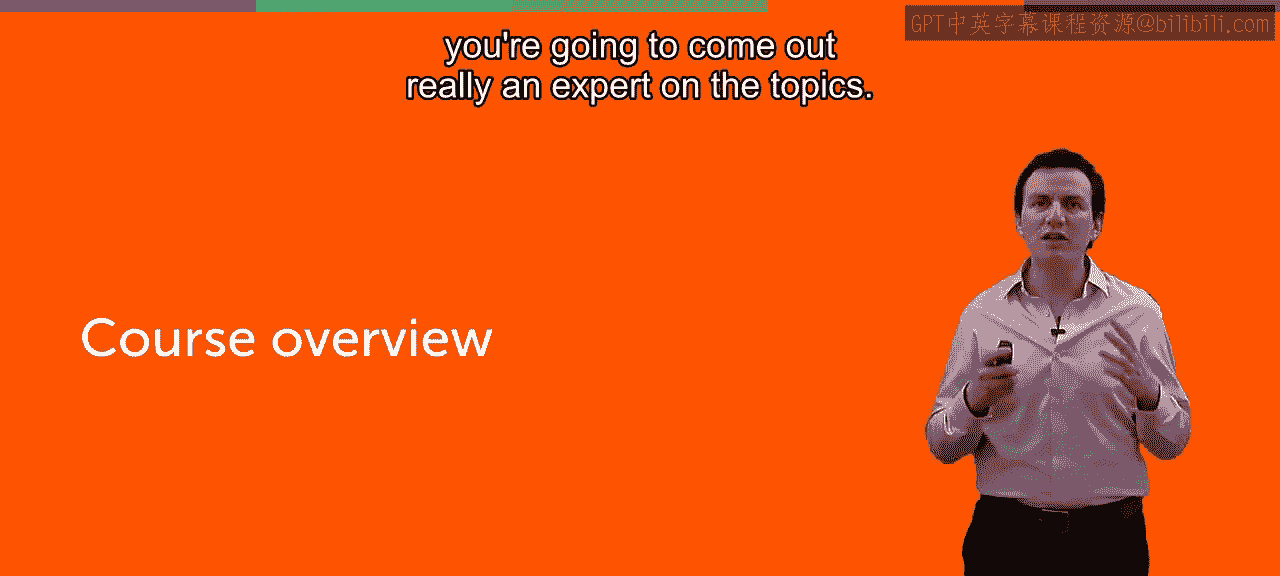 GPT中英字幕课程资源@bilibili.com
you're going to come out
really an expert on the topics.
Course overview